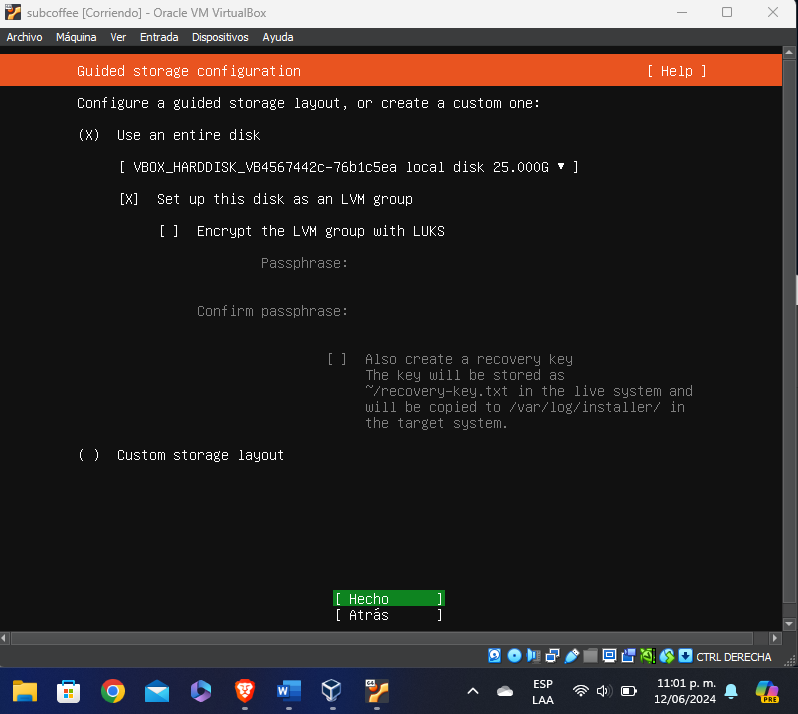 subcoffee [Corriendo] - Oracle VM VirtualBox
Archivo Máquina Ver Entrada Dispositivos Ayuda
Guided storage configuration [ Help ]
Configure a guided storage layout, or create a custom one:
(X) Use an entire disk
[ VBOX_HARDDISK_VB4567442c-76b1c5ea local disk 25.000G ▾ ]
[X] Set up this disk as an LVM group
[ ] Encrypt the LVM group with LUKS
Passphrase:
Confirm passphrase:
[ ] Also create a recovery key
The key will be stored as
~/recovery-key.txt in the live system and
will be copied to /var/log/installer/ in
the target system.
( ) Custom storage layout
[ Hecho ]
[ Atrás ]
CTRL DERECHA
ESP
LAA
11:01 p. m.
12/06/2024
PRE